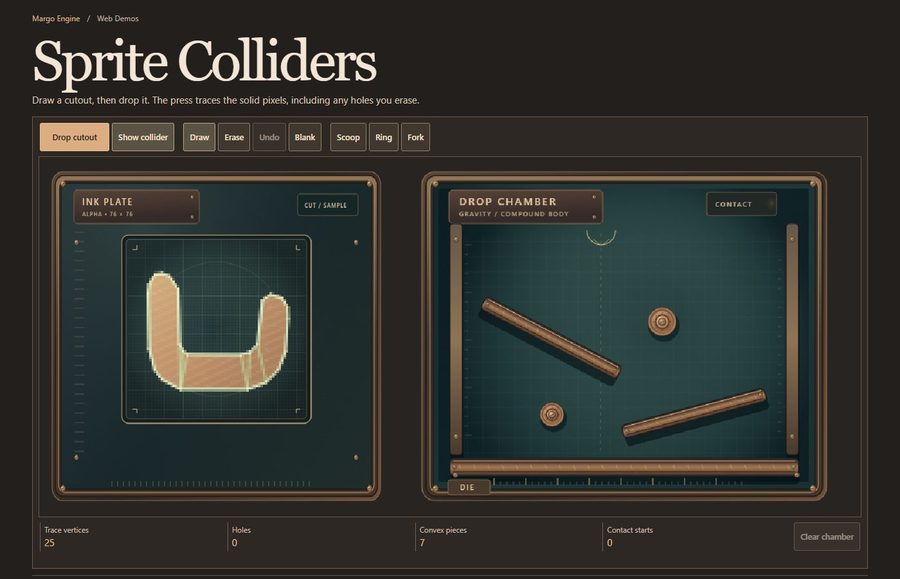 Margo Engine / Web Demos
Sprite Colliders
Draw a cutout, then drop it. The press traces the solid pixels, including any holes you erase.
Drop cutout Show collider Draw Erase Undo Blank Scoop Ring Fork
INK PLATE
ALPHA • 76 × 76
CUT / SAMPLE
DROP CHAMBER
GRAVITY / COMPOUND BODY
CONTACT
DIE
Trace vertices
25
Holes
0
Convex pieces
7
Contact starts
0
Clear chamber